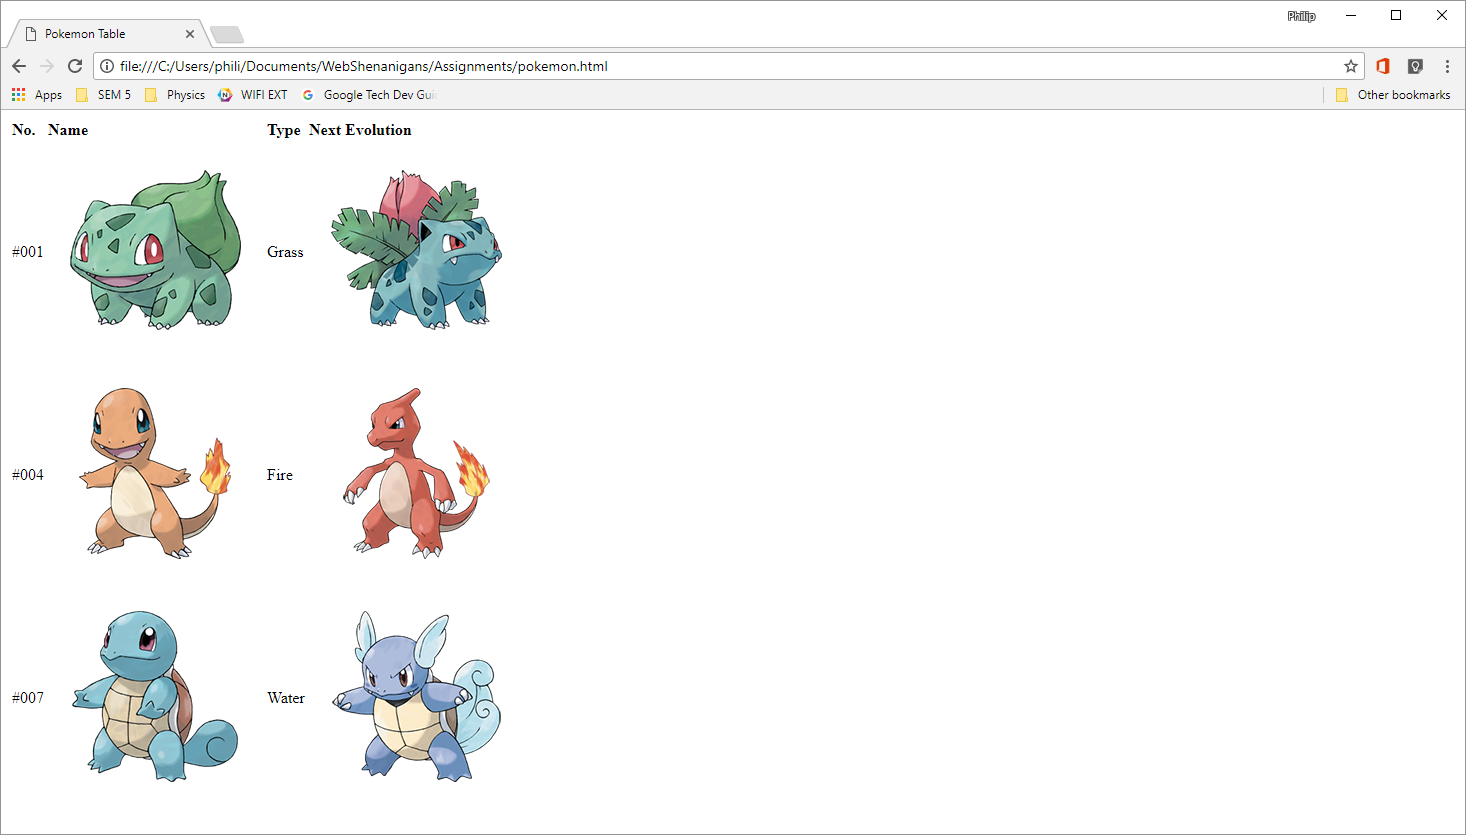 Philip
Pokemon Table
file:///C:/Users/phili/Documents/WebShenanigans/Assignments/pokemon.html
Apps SEM 5 Physics WIFI EXT Google Tech Dev Gui Other bookmarks
No. Name Type Next Evolution
#001 Grass
#004 Fire
#007 Water